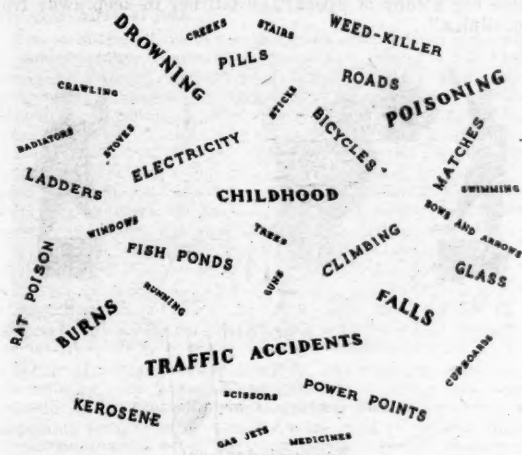 DROWNING
CREEKS
STAIRS
WEED-KILLER
PILLS
ROADS
POISONING
CRAWLING
STICKS
BICYCLES
MATCHES
RADIATORS
STOVES
ELECTRICITY
LADDERS
CHILDHOOD
SWIMMING
BOWS AND ARROWS
WINDOWS
TREES
FISH PONDS
CLIMBING
GLASS
RAT POISON
RUNNING
GUNS
BURNS
FALLS
TRAFFIC ACCIDENTS
CUPBOARDS
SCISSORS
POWER POINTS
KEROSENE
GAS JETS
MEDICINES